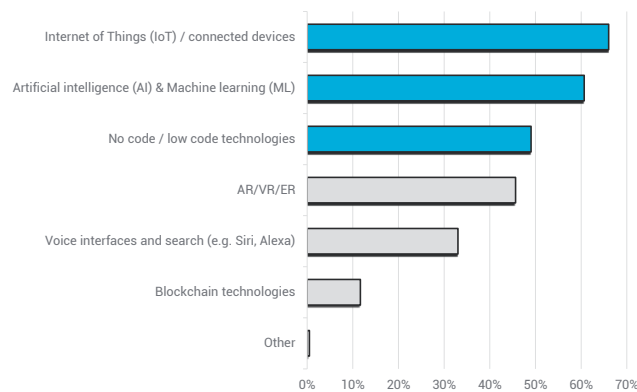 Internet of Things (IoT) / connected devices
Artificial intelligence (AI) & Machine learning (ML)
No code / low code technologies
AR/VR/ER
Voice interfaces and search (e.g. Siri, Alexa)
Blockchain technologies
Other
0% 10% 20% 30% 40% 50% 60% 70%